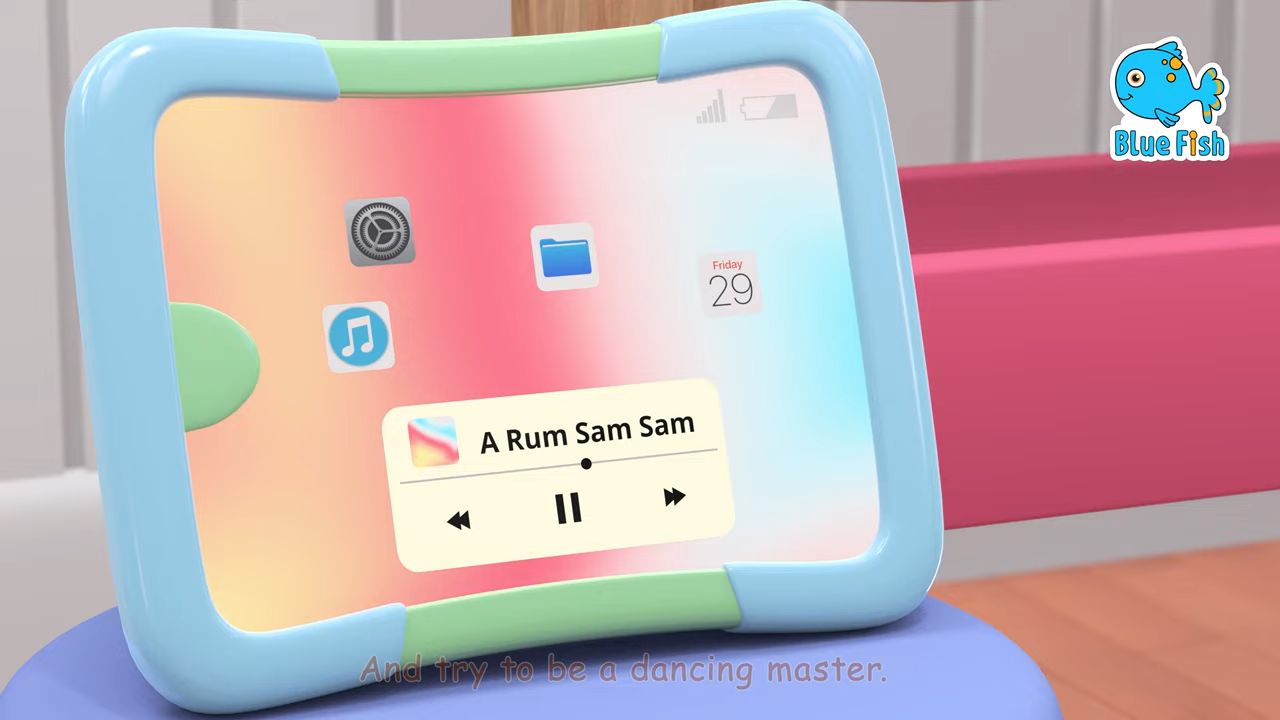 Blue Fish
Friday
29
A Rum Sam Sam
And try to be a dancing master.